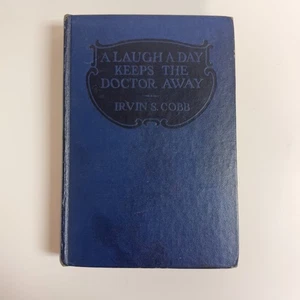 A LAUGH A DAY
KEEPS THE
DOCTOR AWAY
IRVIN S. COBB